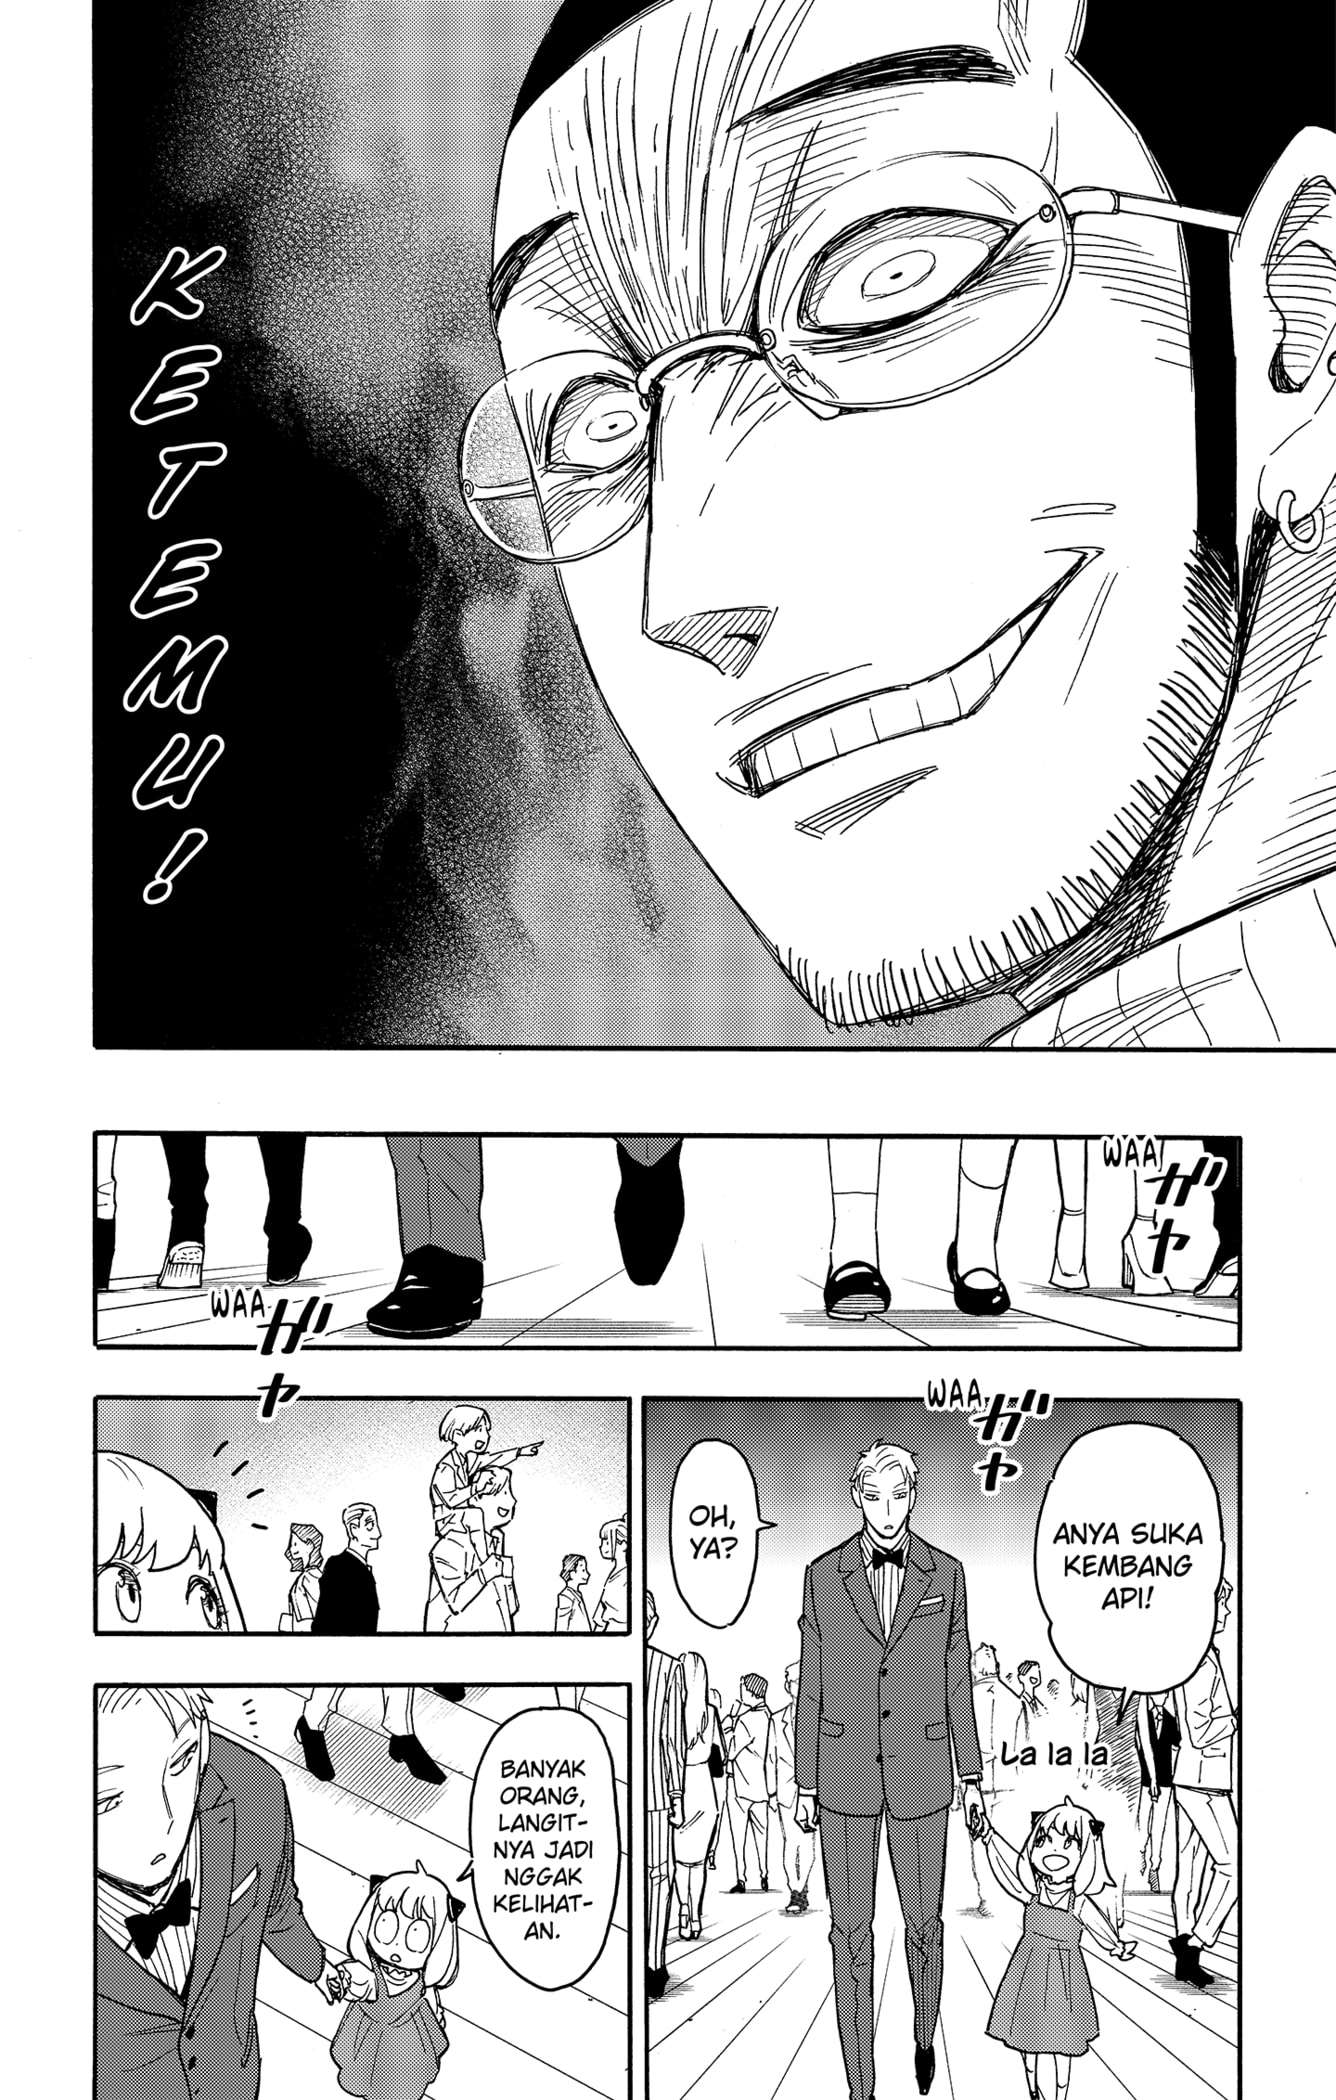 KETEMU!
WAA
ガヤ
WAA
ガヤ
WAA
ガヤ
ANYA SUKA
KEMBANG
API!
OH,
YA?
La la la
BANYAK
ORANG,
LANGIT-
NYA JADI
NGGAK
KELIHAT-
AN.